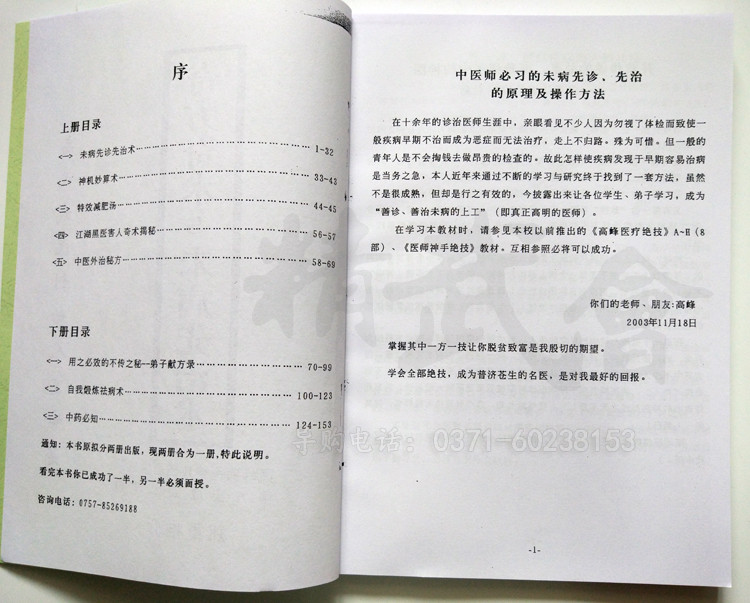 序
上册目录
<一> 未病先诊先治术………………………………1-32
<二> 神机妙算术………………………………33-43
<三> 特效减肥汤………………………………44-45
<四> 江湖黑医害人奇术揭秘………………………………56-57
<五> 中医外治秘方………………………………58-69
下册目录
<一> 用之必效的不传之秘--弟子献方录………………………………70-99
<二> 自我煅炼祛病术………………………………100-123
<三> 中药必知………………………………124-153
通知：本书原拟分两册出版，现两册合为一册,特此说明。
看完本书你已成功了一半，另一半必须面授。
咨询电话：0757-85269188
中医师必习的未病先诊、先治
的原理及操作方法
在十余年的诊治医师生涯中，亲眼看见不少人因为忽视了体检而致使一
般疾病早期不治而成为恶症而无法治疗，走上不归路。殊为可惜。但一般的
青年人是不会掏钱去做昂贵的检查的。故此怎样使疾病发现于早期容易治病
是当务之急，本人近年来通过不断的学习与研究终于找到了一套方法，虽然
不是很成熟，但却是行之有效的，今披露出来让各位学生、弟子学习，成为
“善诊、善治未病的上工”（即真正高明的医师）。
在学习本教材时，请参见本校以前推出的《高峰医疗绝技》A~H（8
部）、《医师神手绝技》教材。互相参照必将可以成功。
你们的老师、朋友:高峰
2003年11月18日
掌握其中一方一技让你脱贫致富是我殷切的期望。
学会全部绝技，成为普济苍生的名医，是对我最好的回报。
-1-
精武會
导购电话：0371-60238153